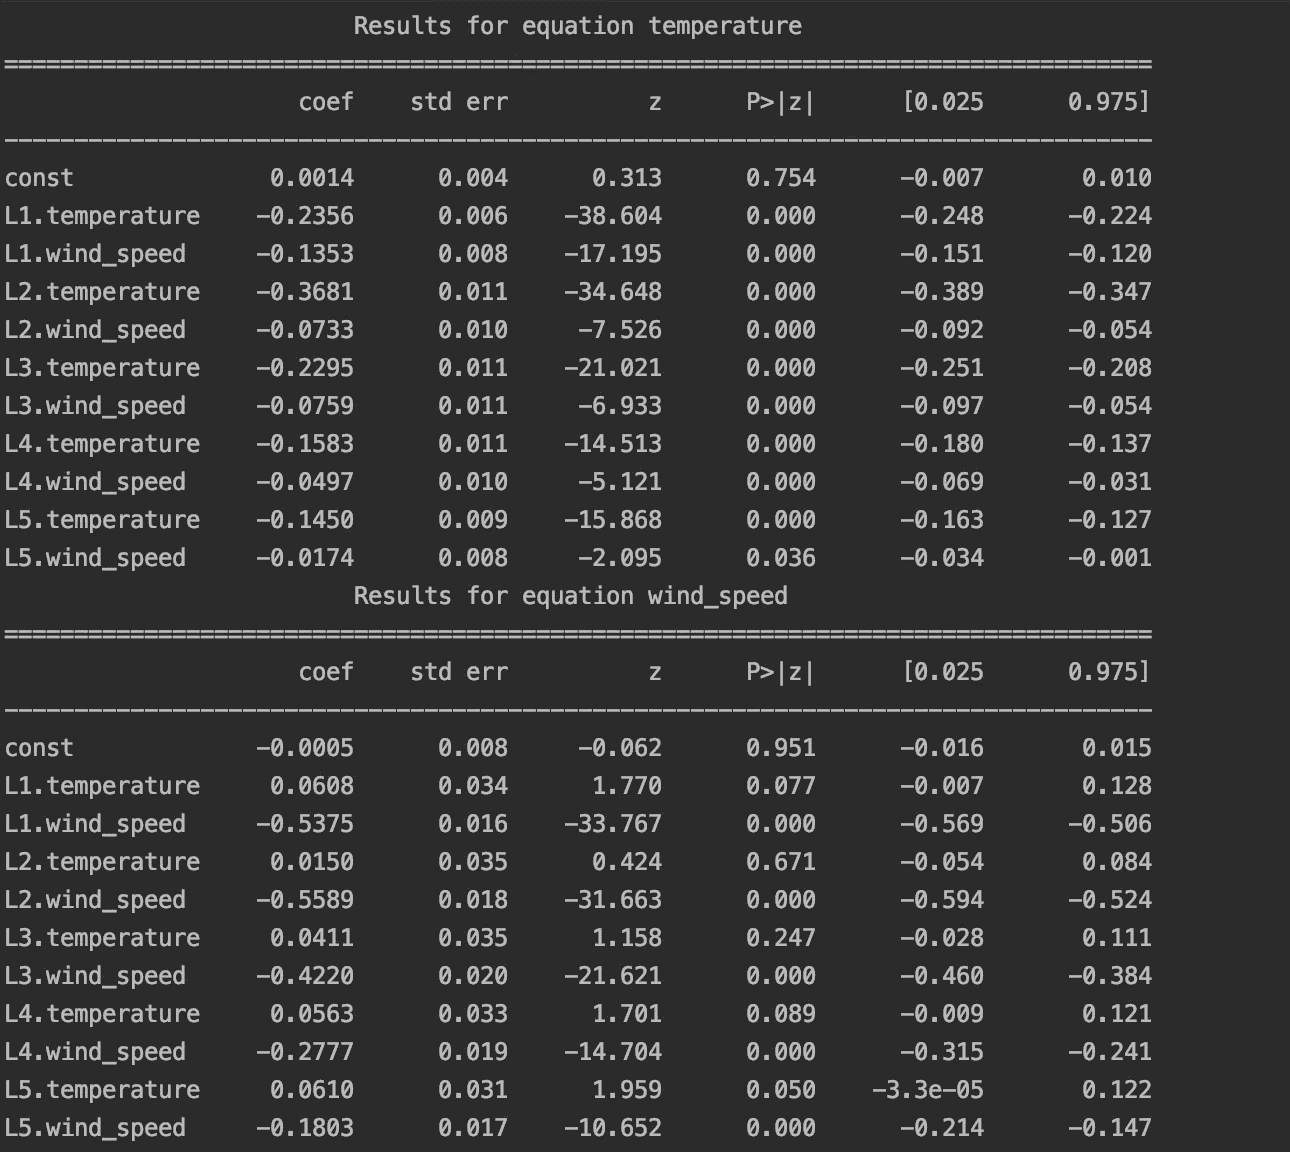 Results for equation temperature
==================================================================================
coef std err z P>|z| [0.025 0.975]
----------------------------------------------------------------------------------
const 0.0014 0.004 0.313 0.754 -0.007 0.010
L1.temperature -0.2356 0.006 -38.604 0.000 -0.248 -0.224
L1.wind_speed -0.1353 0.008 -17.195 0.000 -0.151 -0.120
L2.temperature -0.3681 0.011 -34.648 0.000 -0.389 -0.347
L2.wind_speed -0.0733 0.010 -7.526 0.000 -0.092 -0.054
L3.temperature -0.2295 0.011 -21.021 0.000 -0.251 -0.208
L3.wind_speed -0.0759 0.011 -6.933 0.000 -0.097 -0.054
L4.temperature -0.1583 0.011 -14.513 0.000 -0.180 -0.137
L4.wind_speed -0.0497 0.010 -5.121 0.000 -0.069 -0.031
L5.temperature -0.1450 0.009 -15.868 0.000 -0.163 -0.127
L5.wind_speed -0.0174 0.008 -2.095 0.036 -0.034 -0.001
Results for equation wind_speed
==================================================================================
coef std err z P>|z| [0.025 0.975]
----------------------------------------------------------------------------------
const -0.0005 0.008 -0.062 0.951 -0.016 0.015
L1.temperature 0.0608 0.034 1.770 0.077 -0.007 0.128
L1.wind_speed -0.5375 0.016 -33.767 0.000 -0.569 -0.506
L2.temperature 0.0150 0.035 0.424 0.671 -0.054 0.084
L2.wind_speed -0.5589 0.018 -31.663 0.000 -0.594 -0.524
L3.temperature 0.0411 0.035 1.158 0.247 -0.028 0.111
L3.wind_speed -0.4220 0.020 -21.621 0.000 -0.460 -0.384
L4.temperature 0.0563 0.033 1.701 0.089 -0.009 0.121
L4.wind_speed -0.2777 0.019 -14.704 0.000 -0.315 -0.241
L5.temperature 0.0610 0.031 1.959 0.050 -3.3e-05 0.122
L5.wind_speed -0.1803 0.017 -10.652 0.000 -0.214 -0.147